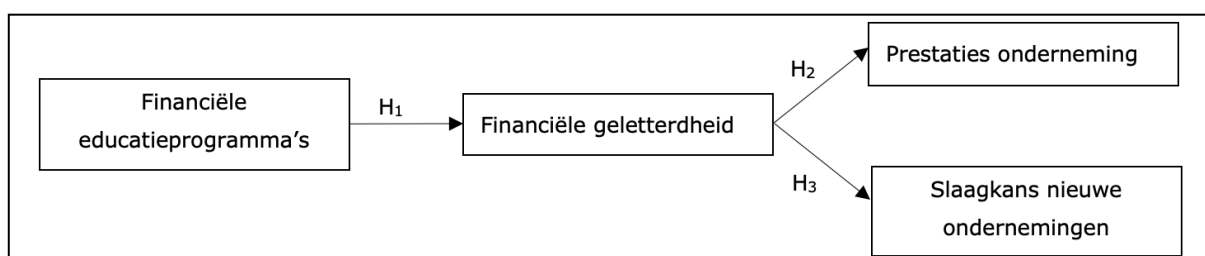 Financiële
educatieprogramma's
H₁
Financiële geletterdheid
H₂
Prestaties onderneming
H₃
Slaagkans nieuwe
ondernemingen